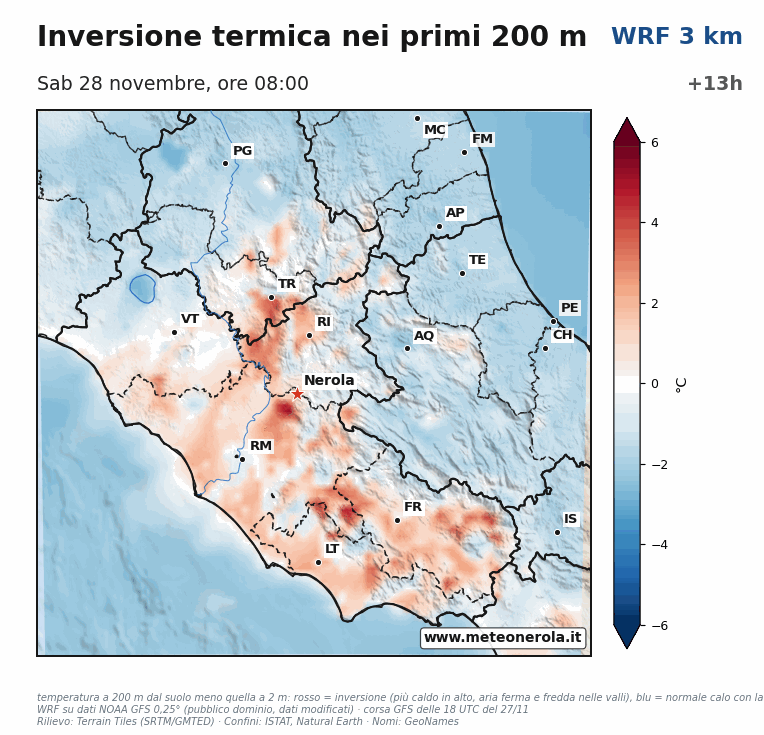 Inversione termica nei primi 200 m WRF 3 km
Sab 28 novembre, ore 08:00 +13h
MC
FM
PG
AP
TE
TR
PE
VT
RI
AQ
CH
Nerola
RM
FR
IS
LT
www.meteonerola.it
6
4
2
0
−2
−4
−6
°C
temperatura a 200 m dal suolo meno quella a 2 m: rosso = inversione (più caldo in alto, aria ferma e fredda nelle valli), blu = normale calo con la
WRF su dati NOAA GFS 0,25° (pubblico dominio, dati modificati) · corsa GFS delle 18 UTC del 27/11
Rilievo: Terrain Tiles (SRTM/GMTED) · Confini: ISTAT, Natural Earth · Nomi: GeoNames